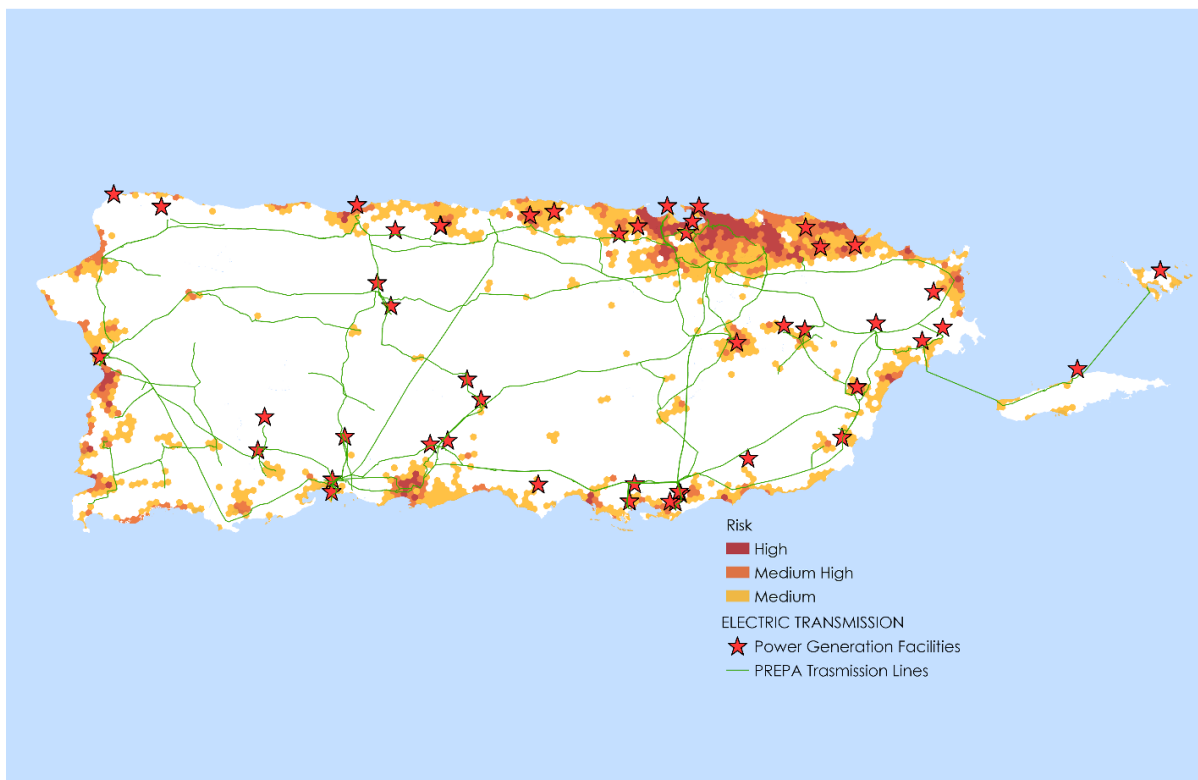 Risk
High
Medium High
Medium
ELECTRIC TRANSMISSION
Power Generation Facilities
PREPA Trasmission Lines